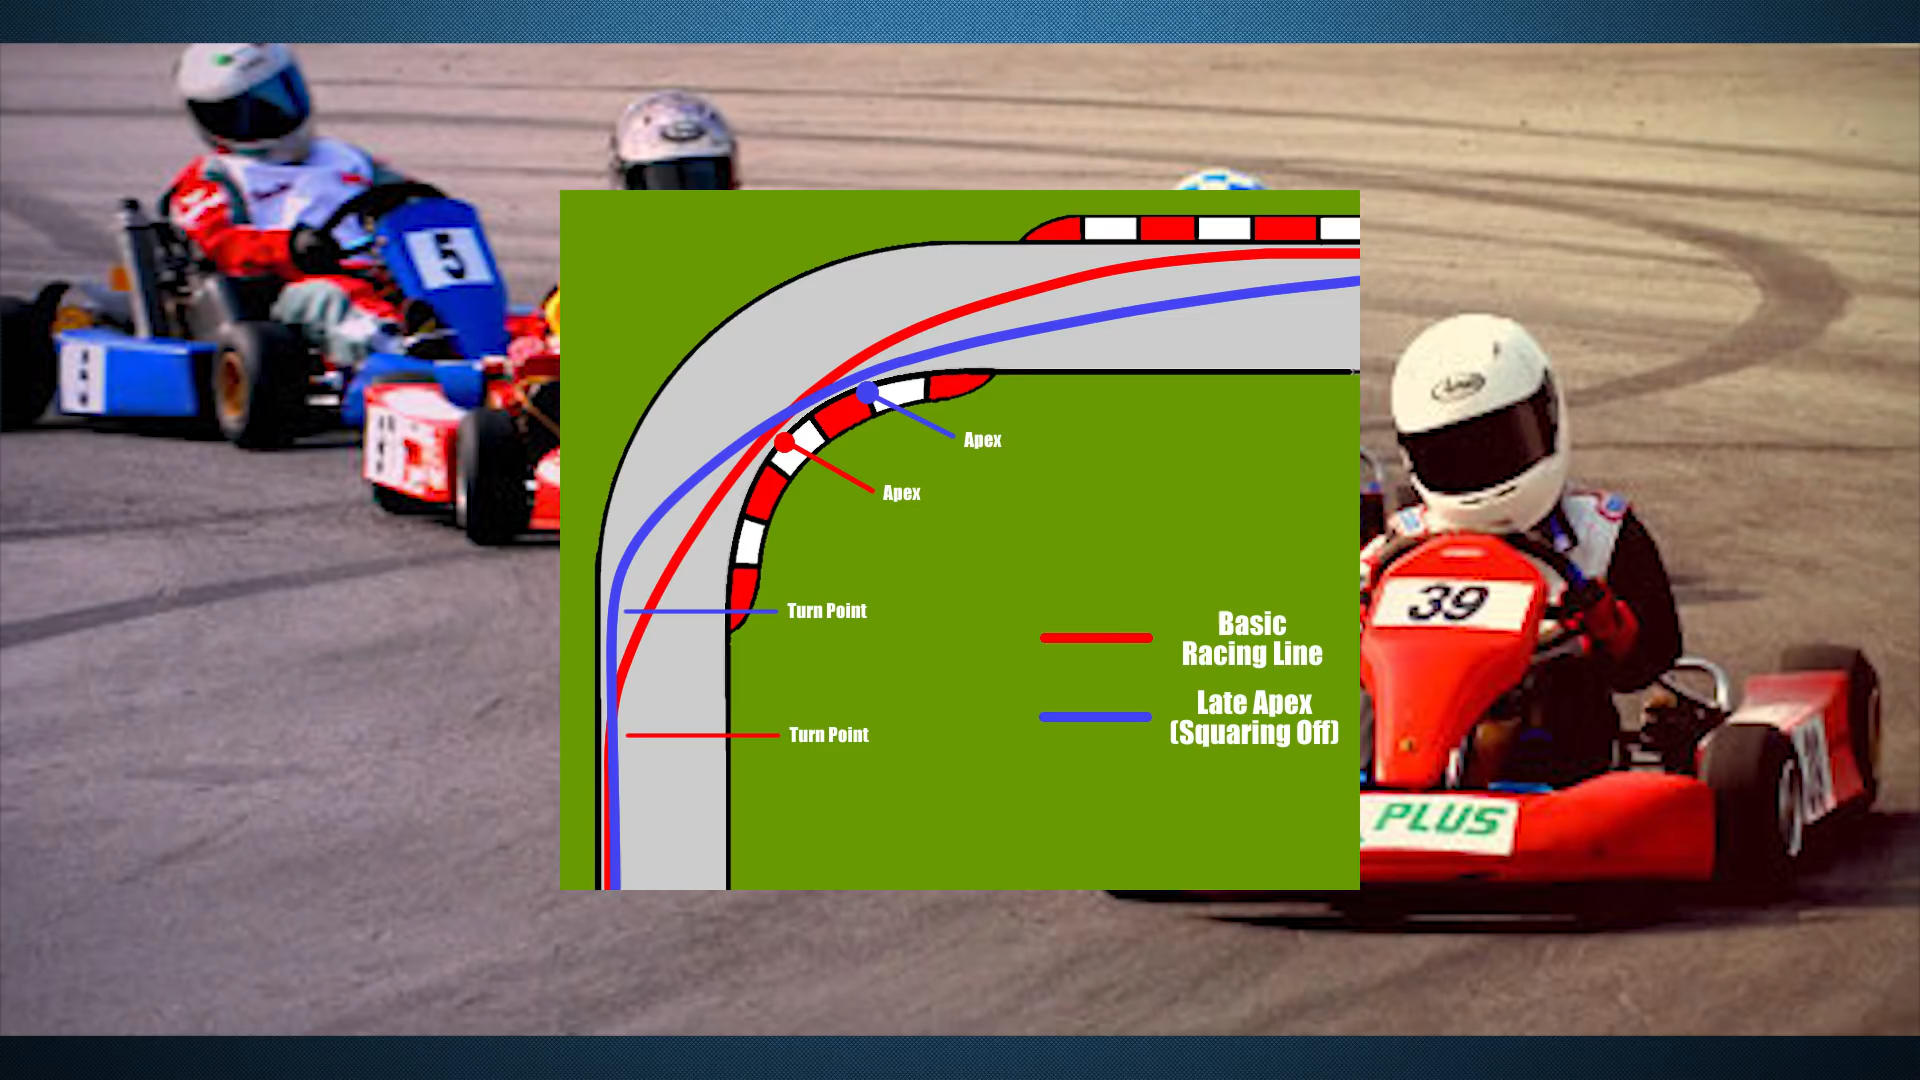 5
Apex
Apex
Turn Point
Turn Point
Basic
Racing Line
Late Apex
(Squaring Off)
39
PLUS